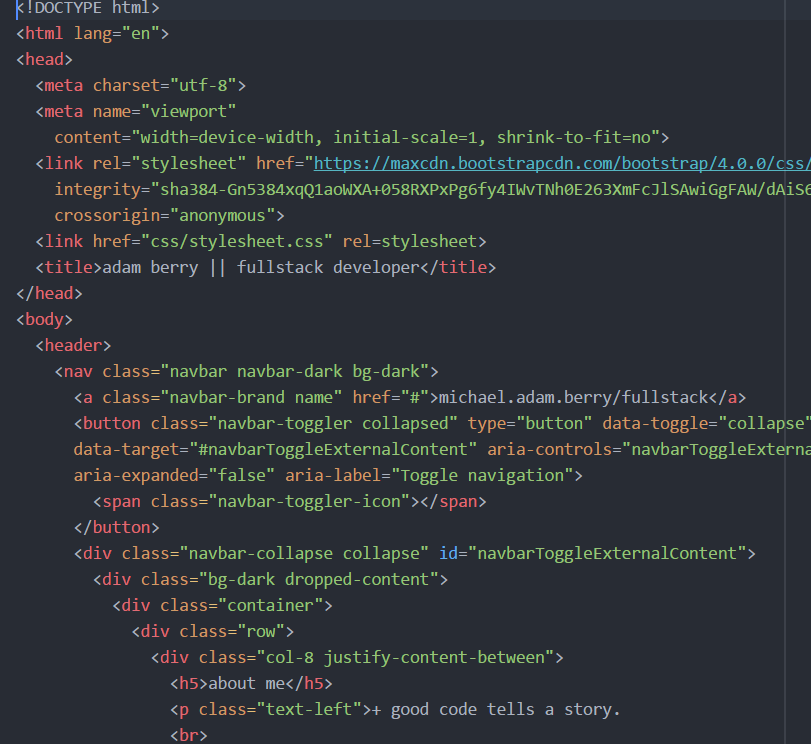 <!DOCTYPE html>
<html lang="en">
<head>
<meta charset="utf-8">
<meta name="viewport"
content="width=device-width, initial-scale=1, shrink-to-fit=no">
<link rel="stylesheet" href="https://maxcdn.bootstrapcdn.com/bootstrap/4.0.0/css/
integrity="sha384-Gn5384xqQ1aoWXA+058RXPxPg6fy4IWvTNh0E263XmFcJlSAwiGgFAW/dAiS6
crossorigin="anonymous">
<link href="css/stylesheet.css" rel=stylesheet>
<title>adam berry || fullstack developer</title>
</head>
<body>
<header>
<nav class="navbar navbar-dark bg-dark">
<a class="navbar-brand name" href="#">michael.adam.berry/fullstack</a>
<button class="navbar-toggler collapsed" type="button" data-toggle="collapse"
data-target="#navbarToggleExternalContent" aria-controls="navbarToggleExterna
aria-expanded="false" aria-label="Toggle navigation">
<span class="navbar-toggler-icon"></span>
</button>
<div class="navbar-collapse collapse" id="navbarToggleExternalContent">
<div class="bg-dark dropped-content">
<div class="container">
<div class="row">
<div class="col-8 justify-content-between">
<h5>about me</h5>
<p class="text-left">+ good code tells a story.
<br>